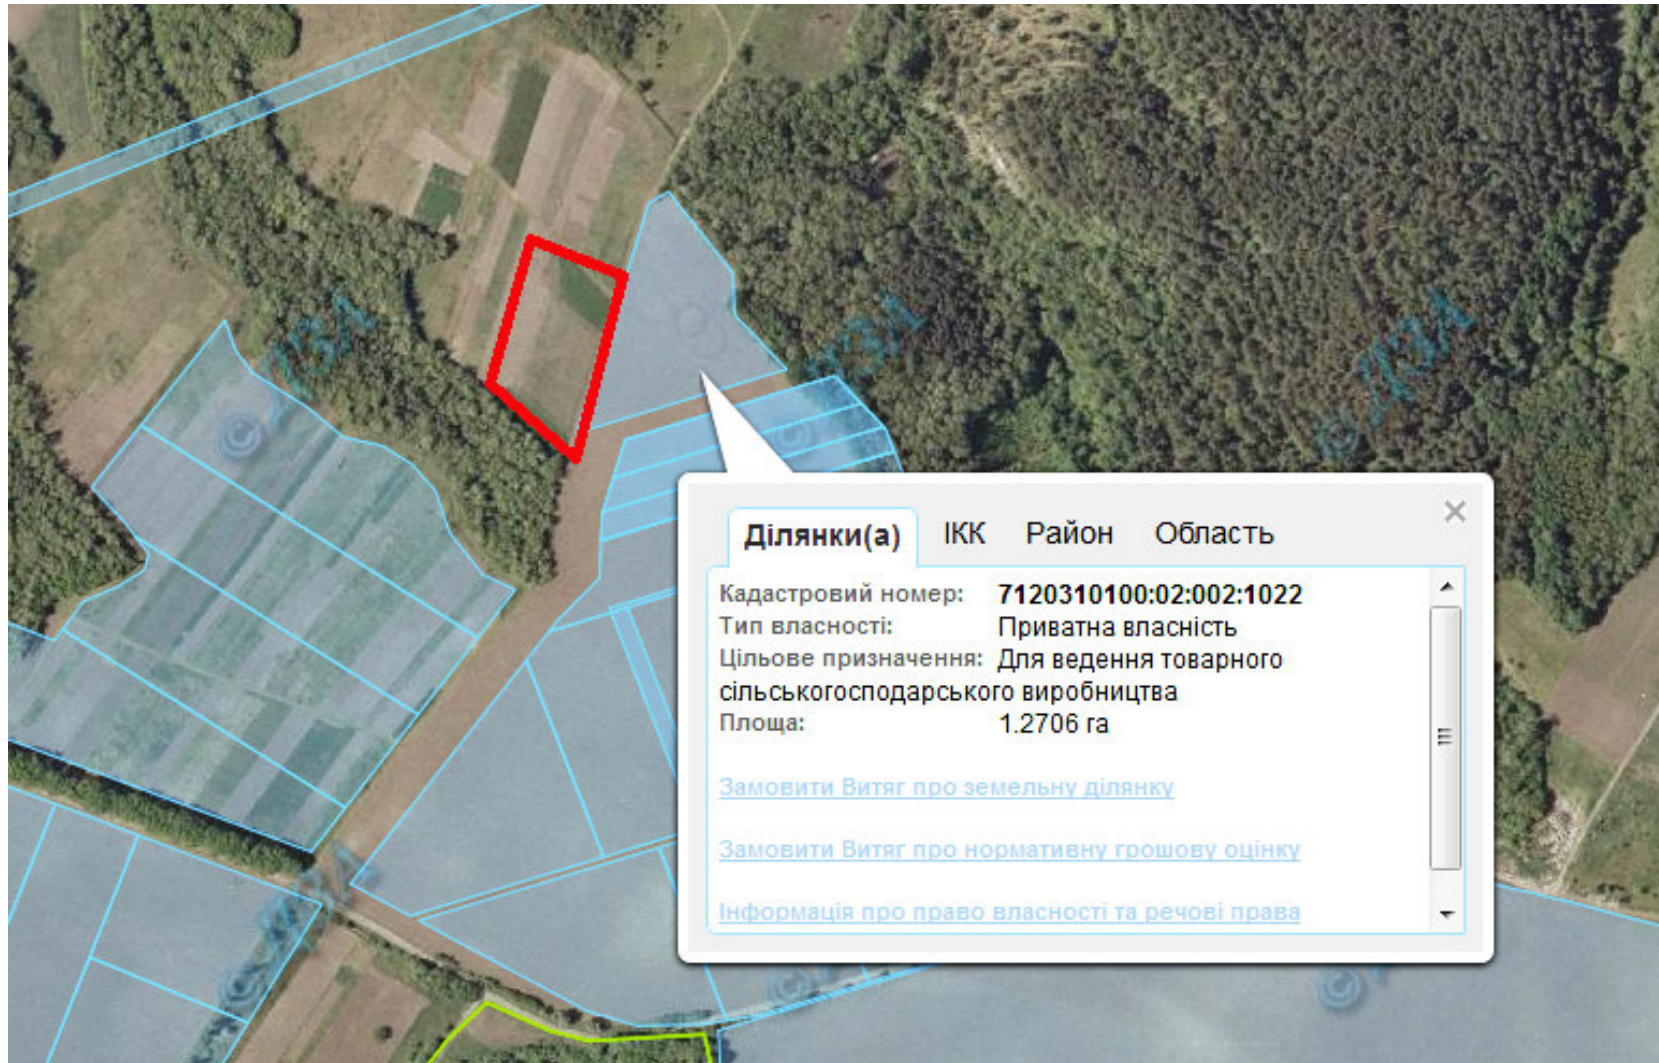 Ділянки(а) ІКК Район Область
Кадастровий номер: 7120310100:02:002:1022
Тип власності: Приватна власність
Цільове призначення: Для ведення товарного
сільськогосподарського виробництва
Площа: 1.2706 га
Замовити Витяг про земельну ділянку
Замовити Витяг про нормативну грошову оцінку
Інформація про право власності та речові права